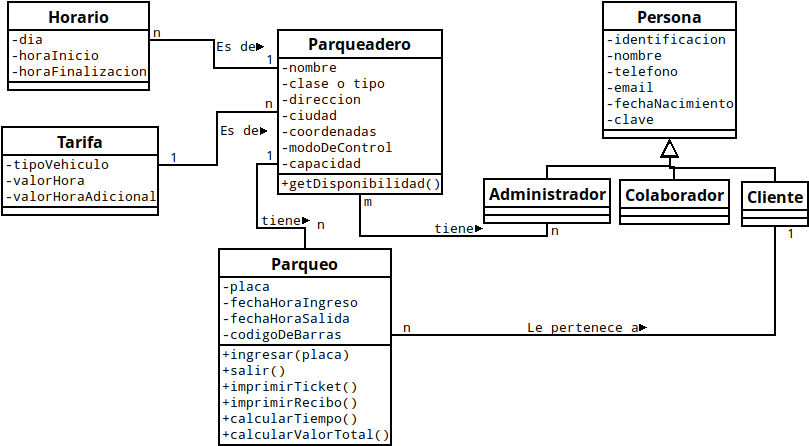 Horario
-dia
-horaInicio
-horaFinalizacion
n
Es de
1
Parqueadero
-nombre
-clase o tipo
-direccion
-ciudad
-coordenadas
-modoDeControl
-capacidad
+getDisponibilidad()
Persona
-identificacion
-nombre
-telefono
-email
-fechaNacimiento
-clave
Tarifa
-tipoVehiculo
-valorHora
-valorHoraAdicional
1
Es de
n
1
tiene
n
m
tiene
n
Administrador
Colaborador
Cliente
1
Parqueo
-placa
-fechaHoraIngreso
-fechaHoraSalida
-codigoDeBarras
+ingresar(placa)
+salir()
+imprimirTicket()
+imprimirRecibo()
+calcularTiempo()
+calcularValorTotal()
n
Le pertenece a